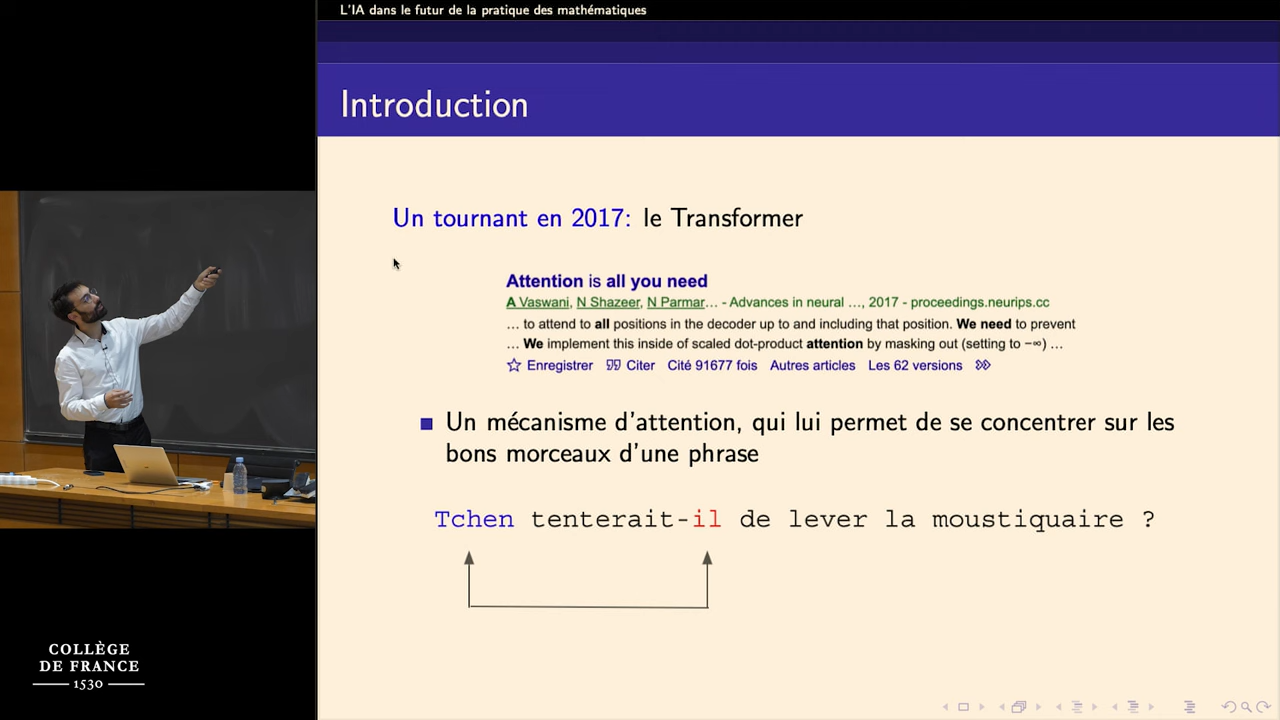 L'IA dans le futur de la pratique des mathématiques
Introduction
Un tournant en 2017: le Transformer
Attention is all you need
A Vaswani, N Shazeer, N Parmar… - Advances in neural …, 2017 - proceedings.neurips.cc
… to attend to all positions in the decoder up to and including that position. We need to prevent
… We implement this inside of scaled dot-product attention by masking out (setting to −∞) …
Enregistrer Citer Cité 91677 fois Autres articles Les 62 versions
Un mécanisme d'attention, qui lui permet de se concentrer sur les
bons morceaux d'une phrase
Tchen tenterait-il de lever la moustiquaire ?
COLLÈGE
DE FRANCE
1530